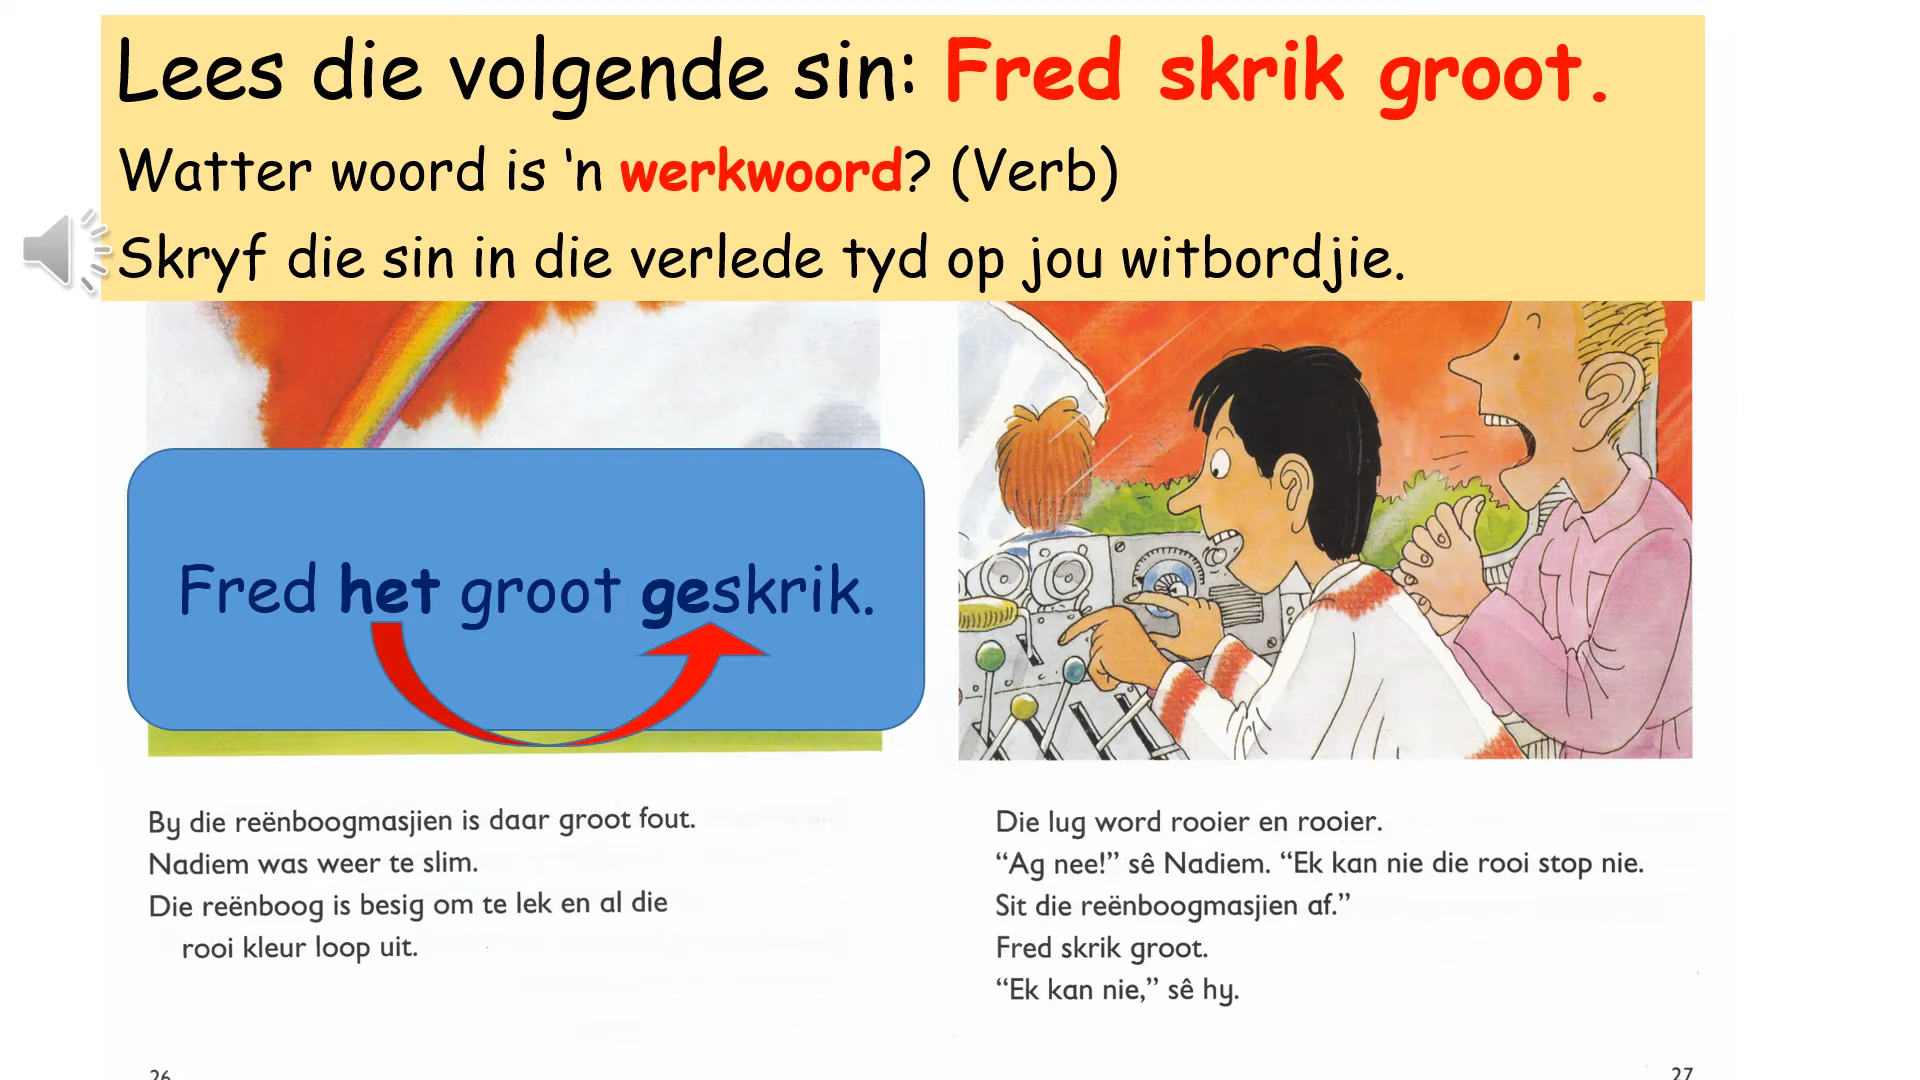 Lees die volgende sin: Fred skrik groot.
Watter woord is ‘n werkwoord? (Verb)
Skryf die sin in die verlede tyd op jou witbordjie.
Fred het groot geskrik.
By die reënboogmasjien is daar groot fout.
Nadiem was weer te slim.
Die reënboog is besig om te lek en al die
rooi kleur loop uit.
26
Die lug word rooier en rooier.
“Ag nee!” sê Nadiem. “Ek kan nie die rooi stop nie.
Sit die reënboogmasjien af.”
Fred skrik groot.
“Ek kan nie,” sê hy.
27